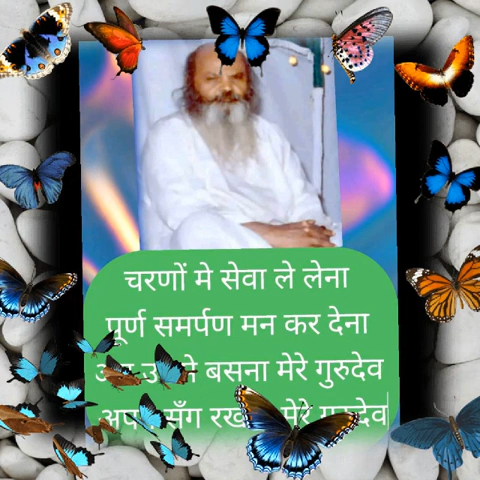 चरणों मे सेवा ले लेना
पूर्ण समर्पण मन कर देना
बसना मेरे गुरुदेव
सँग मेरे गुरुदेव